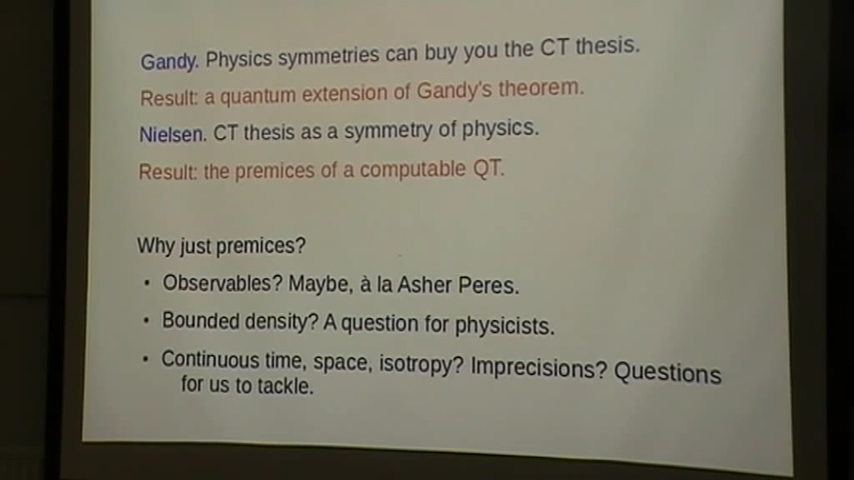 Gandy. Physics symmetries can buy you the CT thesis.
Result: a quantum extension of Gandy's theorem.
Nielsen. CT thesis as a symmetry of physics.
Result: the premices of a computable QT.
Why just premices?
• Observables? Maybe, à la Asher Peres.
• Bounded density? A question for physicists.
• Continuous time, space, isotropy? Imprecisions? Questions
for us to tackle.